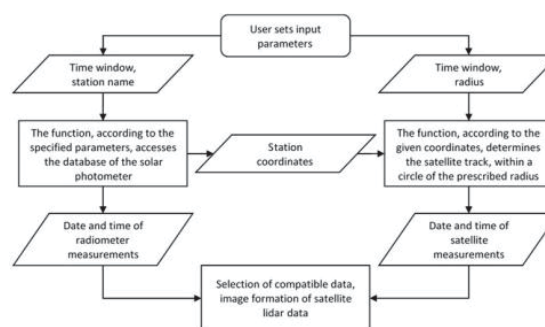 User sets input
parameters
Time window,
station name
Time window,
radius
The function, according to the
specified parameters, accesses
the database of the solar
photometer
Station
coordinates
The function, according to the
given coordinates, determines
the satellite track, within a
circle of the prescribed radius
Date and time of
radiometer
measurements
Date and time of
satellite
measurements
Selection of compatible data,
image formation of satellite
lidar data